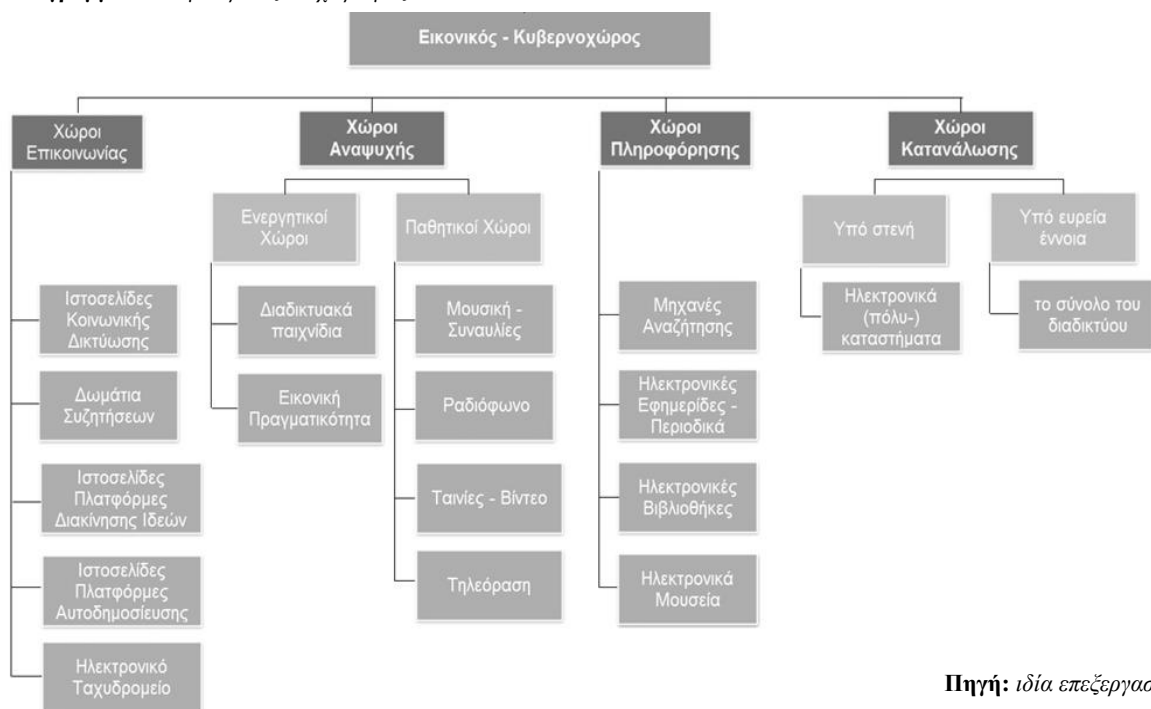 Εικονικός - Κυβερνοχώρος
Χώροι
Επικοινωνίας
Χώροι
Αναψυχής
Χώροι
Πληροφόρησης
Χώροι
Κατανάλωσης
Ενεργητικοί
Χώροι
Παθητικοί Χώροι
Υπό στενή
Υπό ευρεία
έννοια
Ιστοσελίδες
Κοινωνικής
Δικτύωσης
Δωμάτια
Συζητήσεων
Ιστοσελίδες
Πλατφόρμες
Διακίνησης Ιδεών
Ιστοσελίδες
Πλατφόρμες
Αυτοδημοσίευσης
Ηλεκτρονικό
Ταχυδρομείο
Διαδικτυακά
παιχνίδια
Εικονική
Πραγματικότητα
Μουσική -
Συναυλίες
Ραδιόφωνο
Ταινίες - Βίντεο
Τηλεόραση
Μηχανές
Αναζήτησης
Ηλεκτρονικές
Εφημερίδες -
Περιοδικά
Ηλεκτρονικές
Βιβλιοθήκες
Ηλεκτρονικά
Μουσεία
Ηλεκτρονικά
(πόλυ-)
καταστήματα
το σύνολο του
διαδικτύου
Πηγή: ιδία